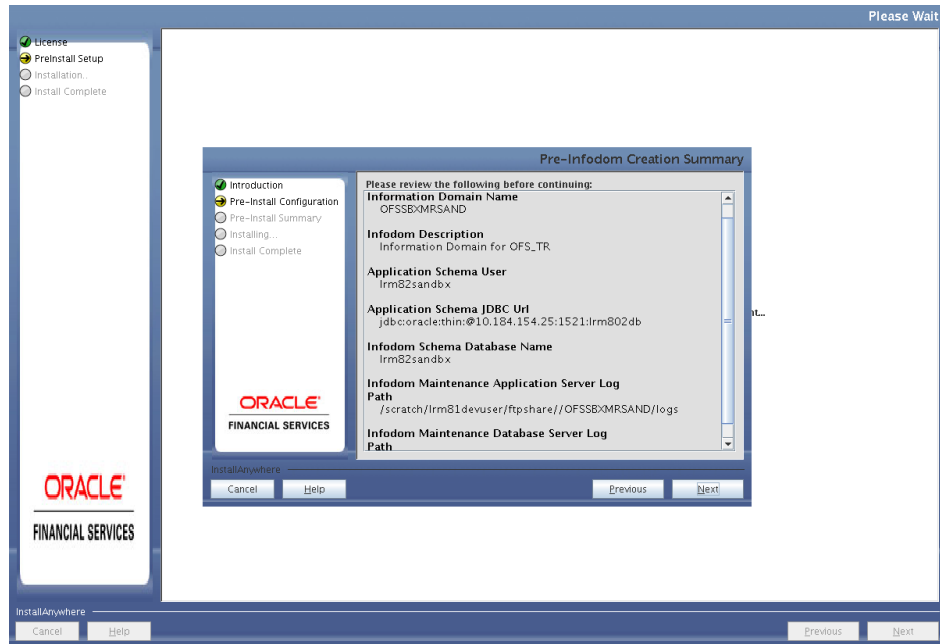 Please Wait
License
PreInstall Setup
Installation..
Install Complete
Pre-Infodom Creation Summary
Introduction
Pre-Install Configuration
Pre-Install Summary
Installing...
Install Complete
Please review the following before continuing:
Information Domain Name
OFSSBXMRSAND
Infodom Description
Information Domain for OFS_TR
Application Schema User
lrm82sandbx
Application Schema JDBC Url
jdbc:oracle:thin:@10.184.154.25:1521:lrm802db
Infodom Schema Database Name
lrm82sandbx
Infodom Maintenance Application Server Log
Path
/scratch/lrm81devuser/ftpshare//OFSSBXMRSAND/logs
Infodom Maintenance Database Server Log
Path
ORACLE'
FINANCIAL SERVICES
InstallAnywhere
Cancel
Help
Previous
Next
ORACLE'
FINANCIAL SERVICES
InstallAnywhere
Cancel
Help
Previous
Next